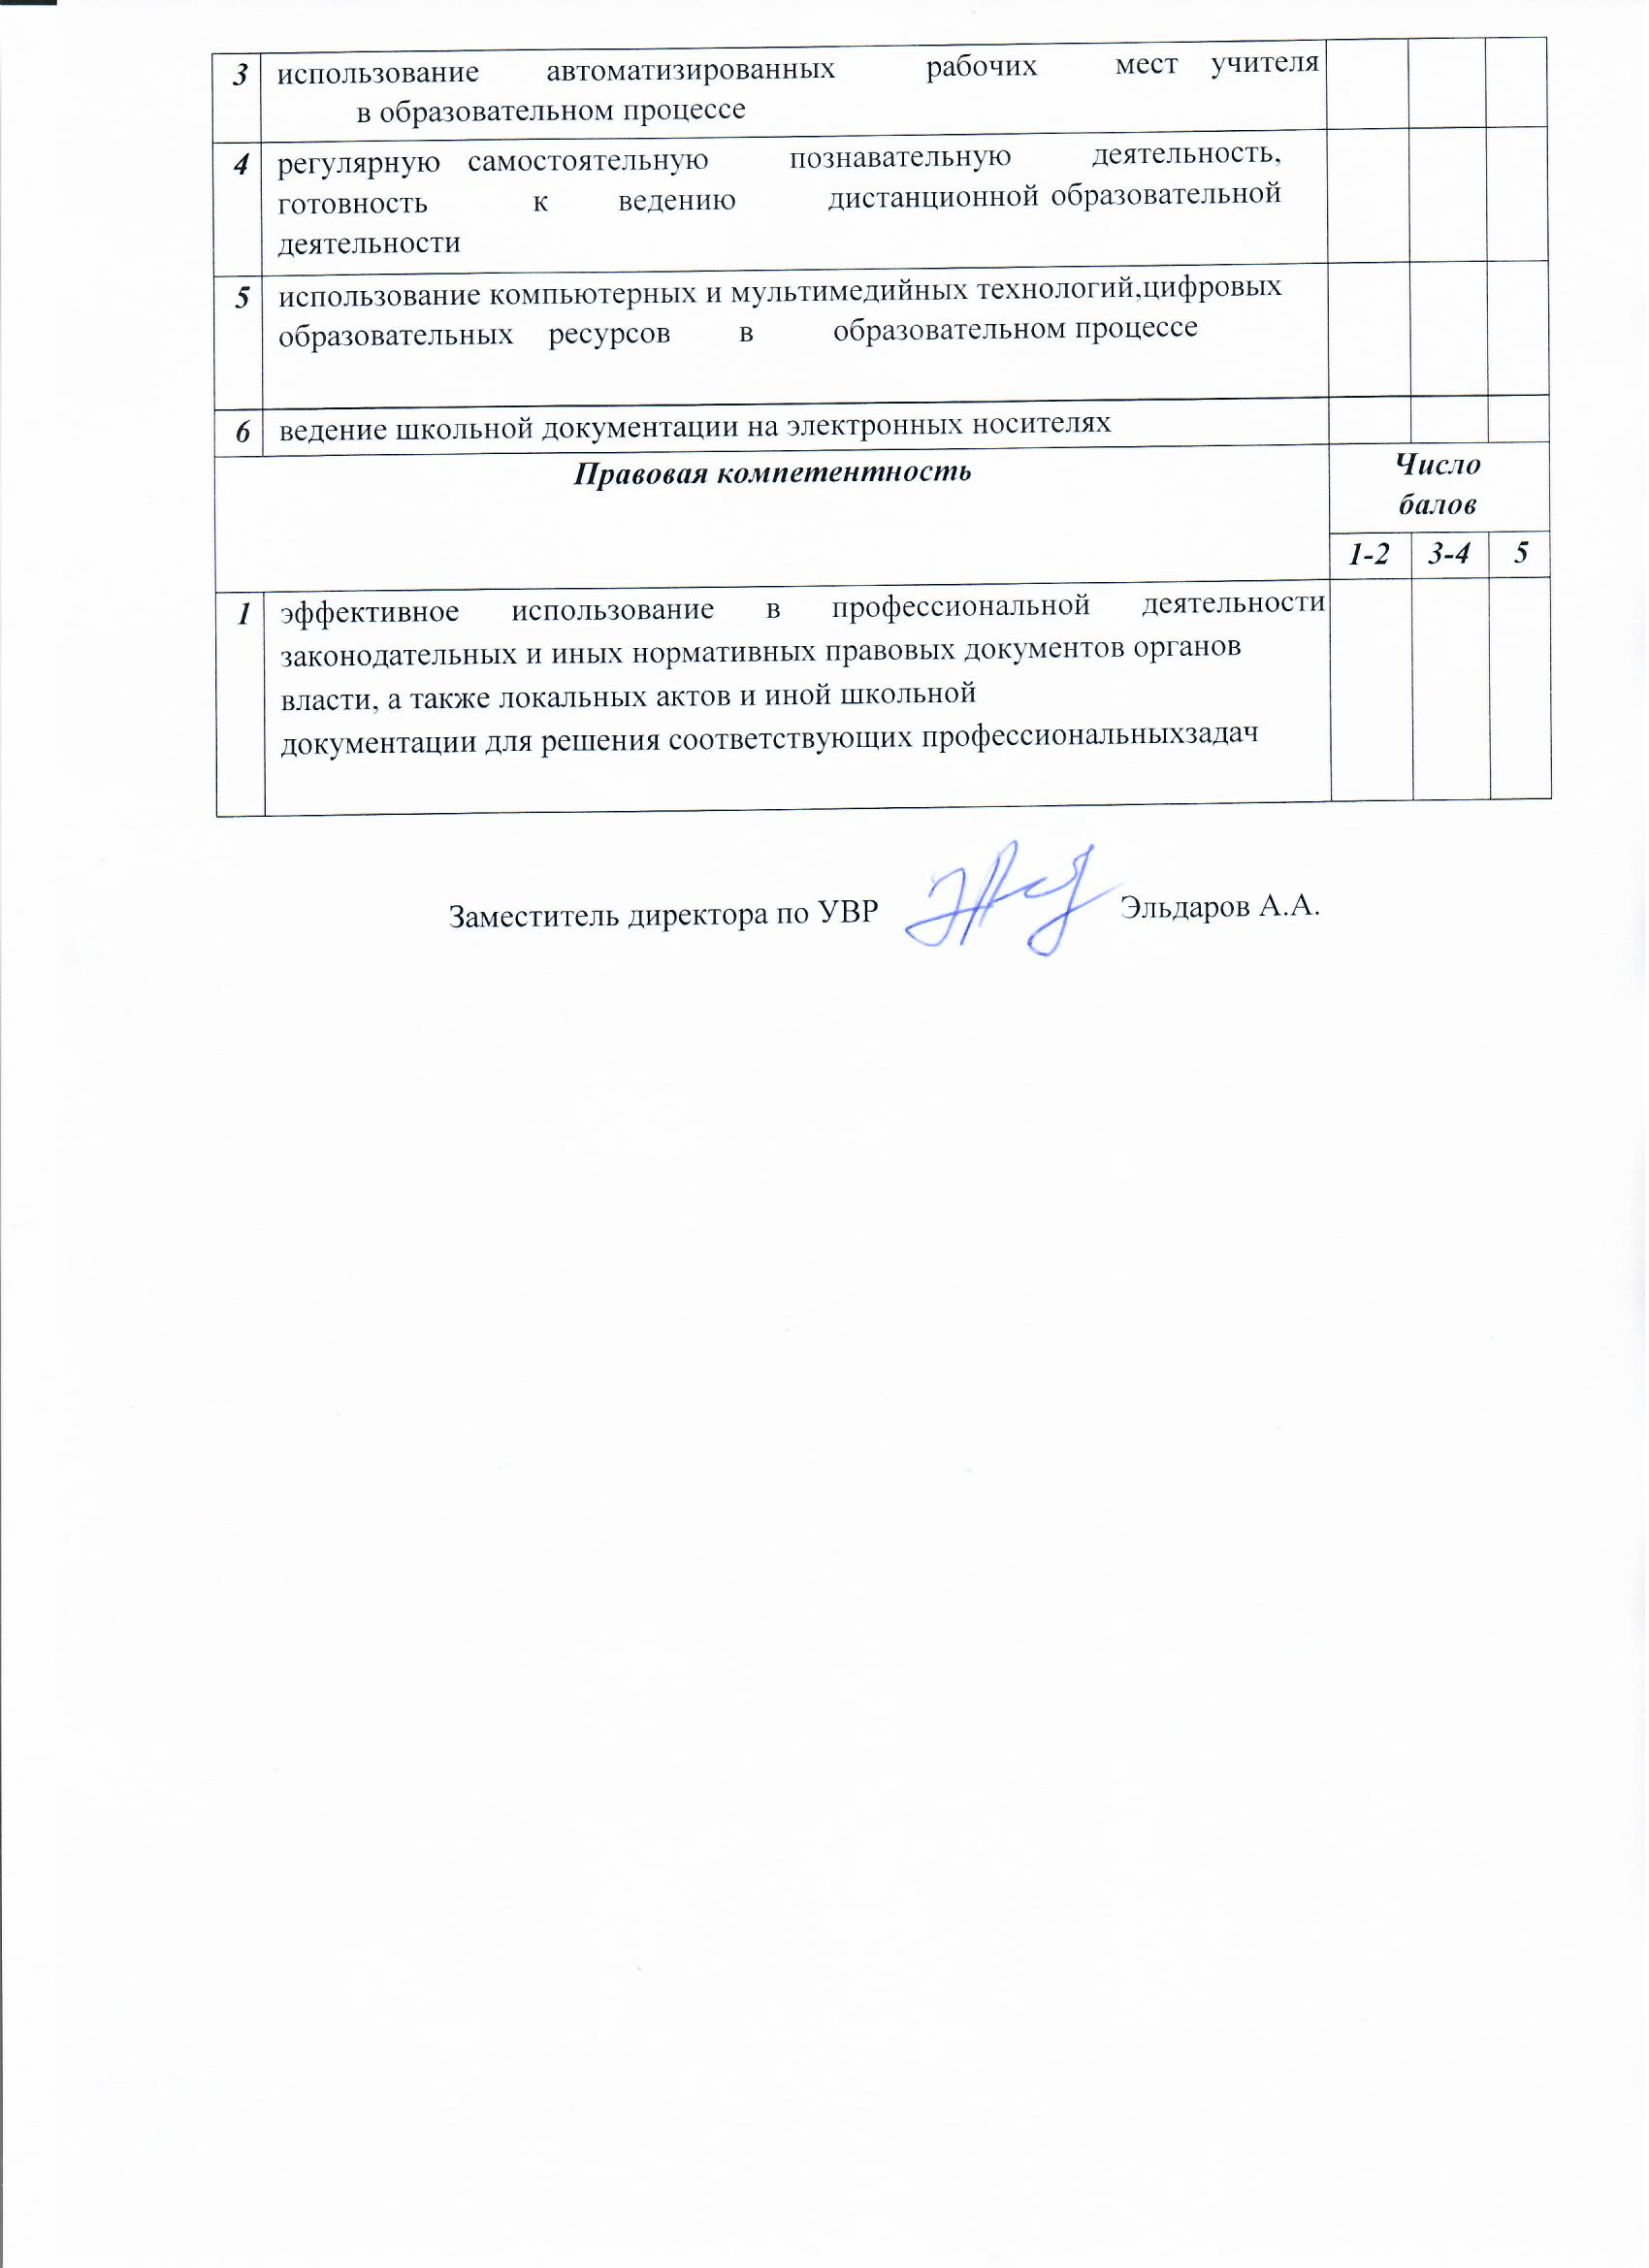 3 использование автоматизированных рабочих мест учителя
в образовательном процессе
4 регулярную самостоятельную познавательную деятельность,
готовность к ведению дистанционной образовательной
деятельности
5 использование компьютерных и мультимедийных технологий,цифровых
образовательных ресурсов в образовательном процессе
6 ведение школьной документации на электронных носителях
Правовая компетентность Число
балов
1-2 3-4 5
1 эффективное использование в профессиональной деятельности
законодательных и иных нормативных правовых документов органов
власти, а также локальных актов и иной школьной
документации для решения соответствующих профессиональныхзадач
Заместитель директора по УВР Эльдаров А.А.